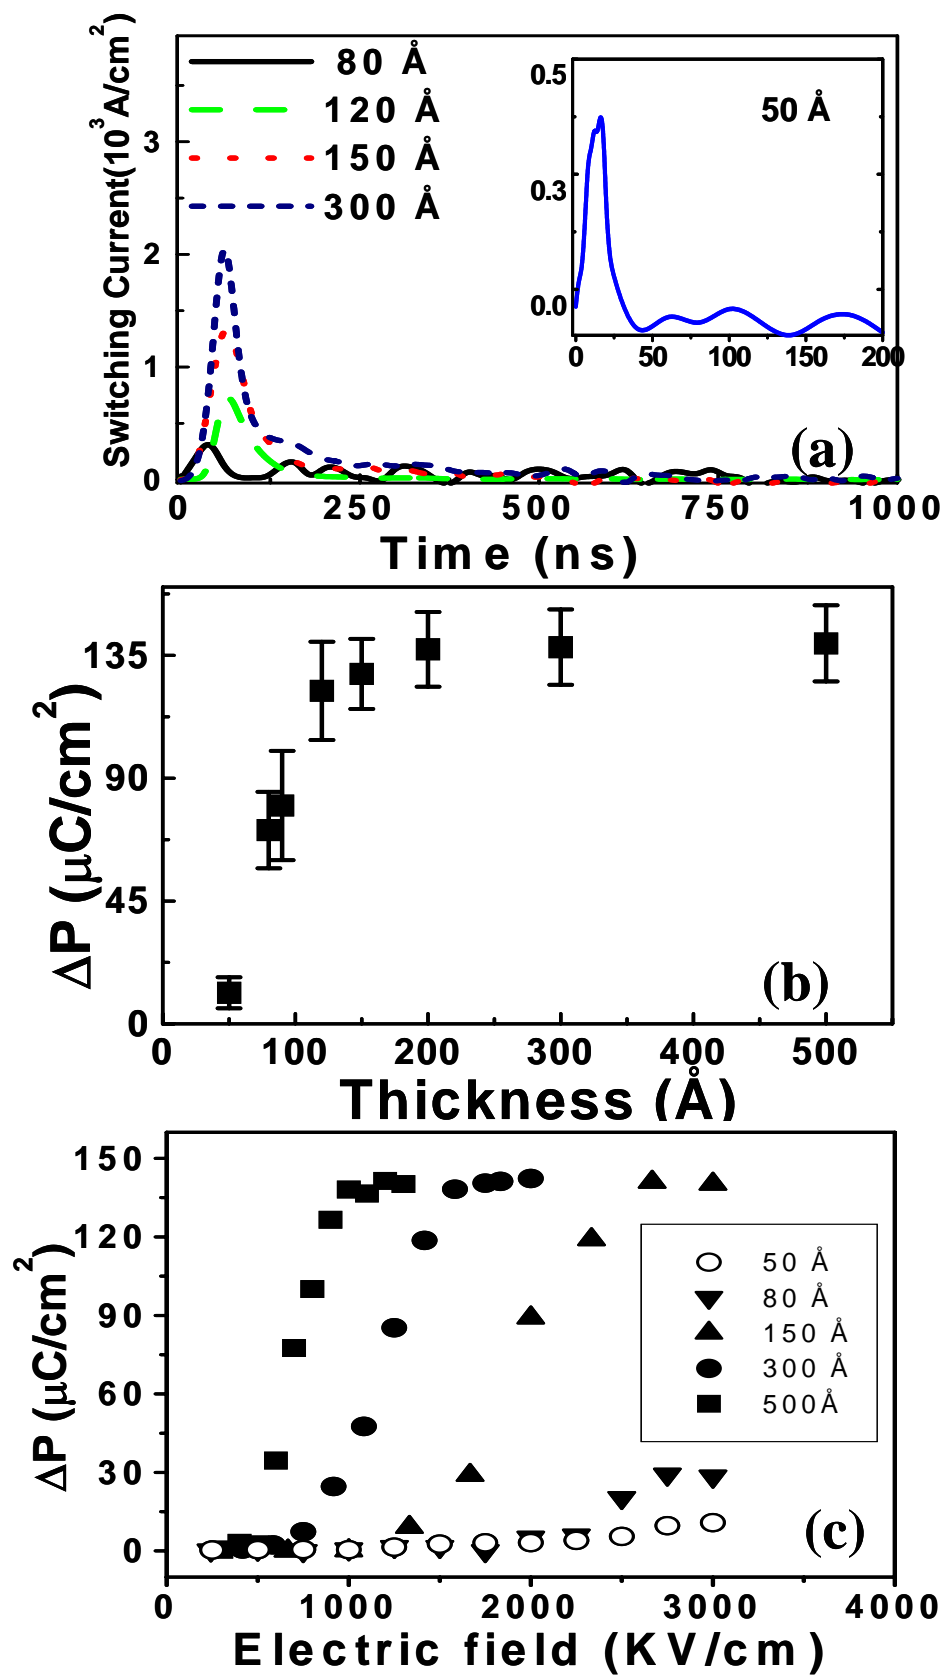 Switching Current(10³ A/cm²)
3
2
1
0
80 Å
120 Å
150 Å
300 Å
0.5
0.3
0.0
50 Å
0 50 100 150 200
(a)
0 250 500 750 1000
Time (ns)
ΔP (μC/cm²)
135
90
45
0
(b)
0 100 200 300 400 500
Thickness (Å)
ΔP (μC/cm²)
150
120
90
60
30
0
50 Å
80 Å
150 Å
300 Å
500Å
(c)
0 1000 2000 3000 4000
Electric field (KV/cm)